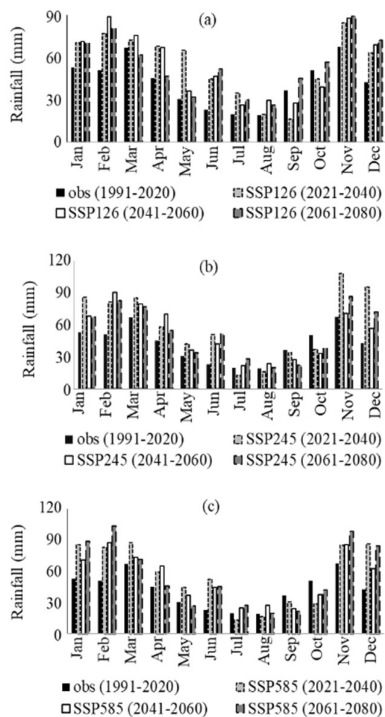 (a)
Rainfall (mm)
90
60
30
0
Jan Feb Mar Apr May Jun Jul Aug Sep Oct Nov Dec
obs (1991-2020) SSP126 (2021-2040)
SSP126 (2041-2060) SSP126 (2061-2080)
(b)
Rainfall (mm)
120
90
60
30
0
Jan Feb Mar Apr May Jun Jul Aug Sep Oct Nov Dec
obs (1991-2020) SSP245 (2021-2040)
SSP245 (2041-2060) SSP245 (2061-2080)
(c)
Rainfall (mm)
120
90
60
30
0
Jan Feb Mar Apr May Jun Jul Aug Sep Oct Nov Dec
obs (1991-2020) SSP585 (2021-2040)
SSP585 (2041-2060) SSP585 (2061-2080)